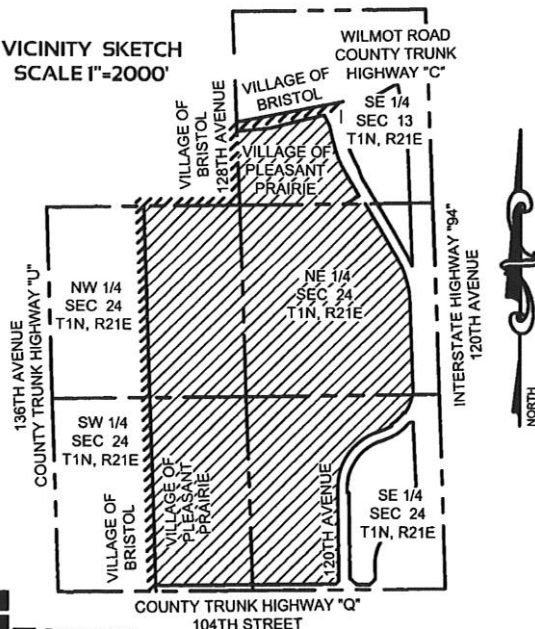 VICINITY SKETCH
SCALE 1"=2000'
WILMOT ROAD
COUNTY TRUNK
HIGHWAY "C"
VILLAGE OF
BRISTOL
SE 1/4
SEC 13
T1N, R21E
VILLAGE OF
BRISTOL
128TH AVENUE
VILLAGE OF
PLEASANT
PRAIRIE
NW 1/4
SEC 24
T1N, R21E
NE 1/4
SEC 24
T1N, R21E
136TH AVENUE
COUNTY TRUNK HIGHWAY "U"
INTERSTATE HIGHWAY "94"
120TH AVENUE
NORTH
SW 1/4
SEC 24
T1N, R21E
VILLAGE OF
BRISTOL
VILLAGE OF
PLEASANT
PRAIRIE
120TH AVENUE
SE 1/4
SEC 24
T1N, R21E
COUNTY TRUNK HIGHWAY "Q"
104TH STREET